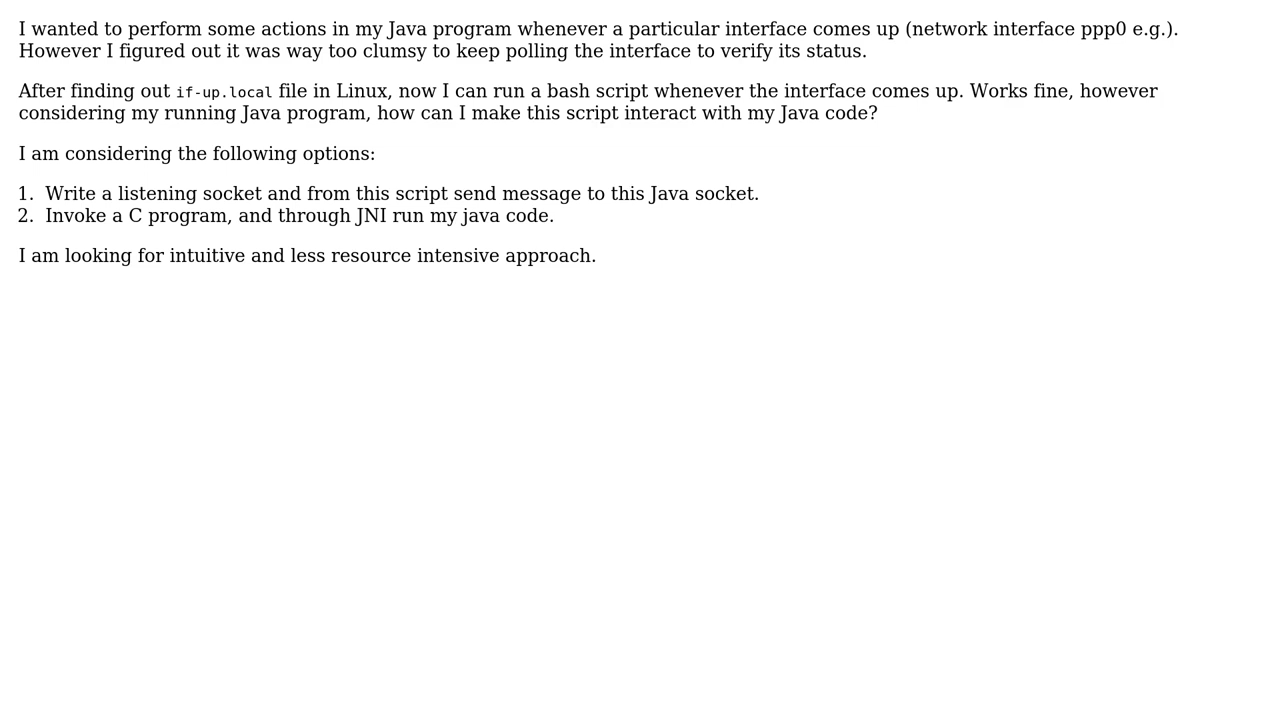 I wanted to perform some actions in my Java program whenever a particular interface comes up (network interface ppp0 e.g.).
However I figured out it was way too clumsy to keep polling the interface to verify its status.
After finding out if-up.local file in Linux, now I can run a bash script whenever the interface comes up. Works fine, however
considering my running Java program, how can I make this script interact with my Java code?
I am considering the following options:
1. Write a listening socket and from this script send message to this Java socket.
2. Invoke a C program, and through JNI run my java code.
I am looking for intuitive and less resource intensive approach.